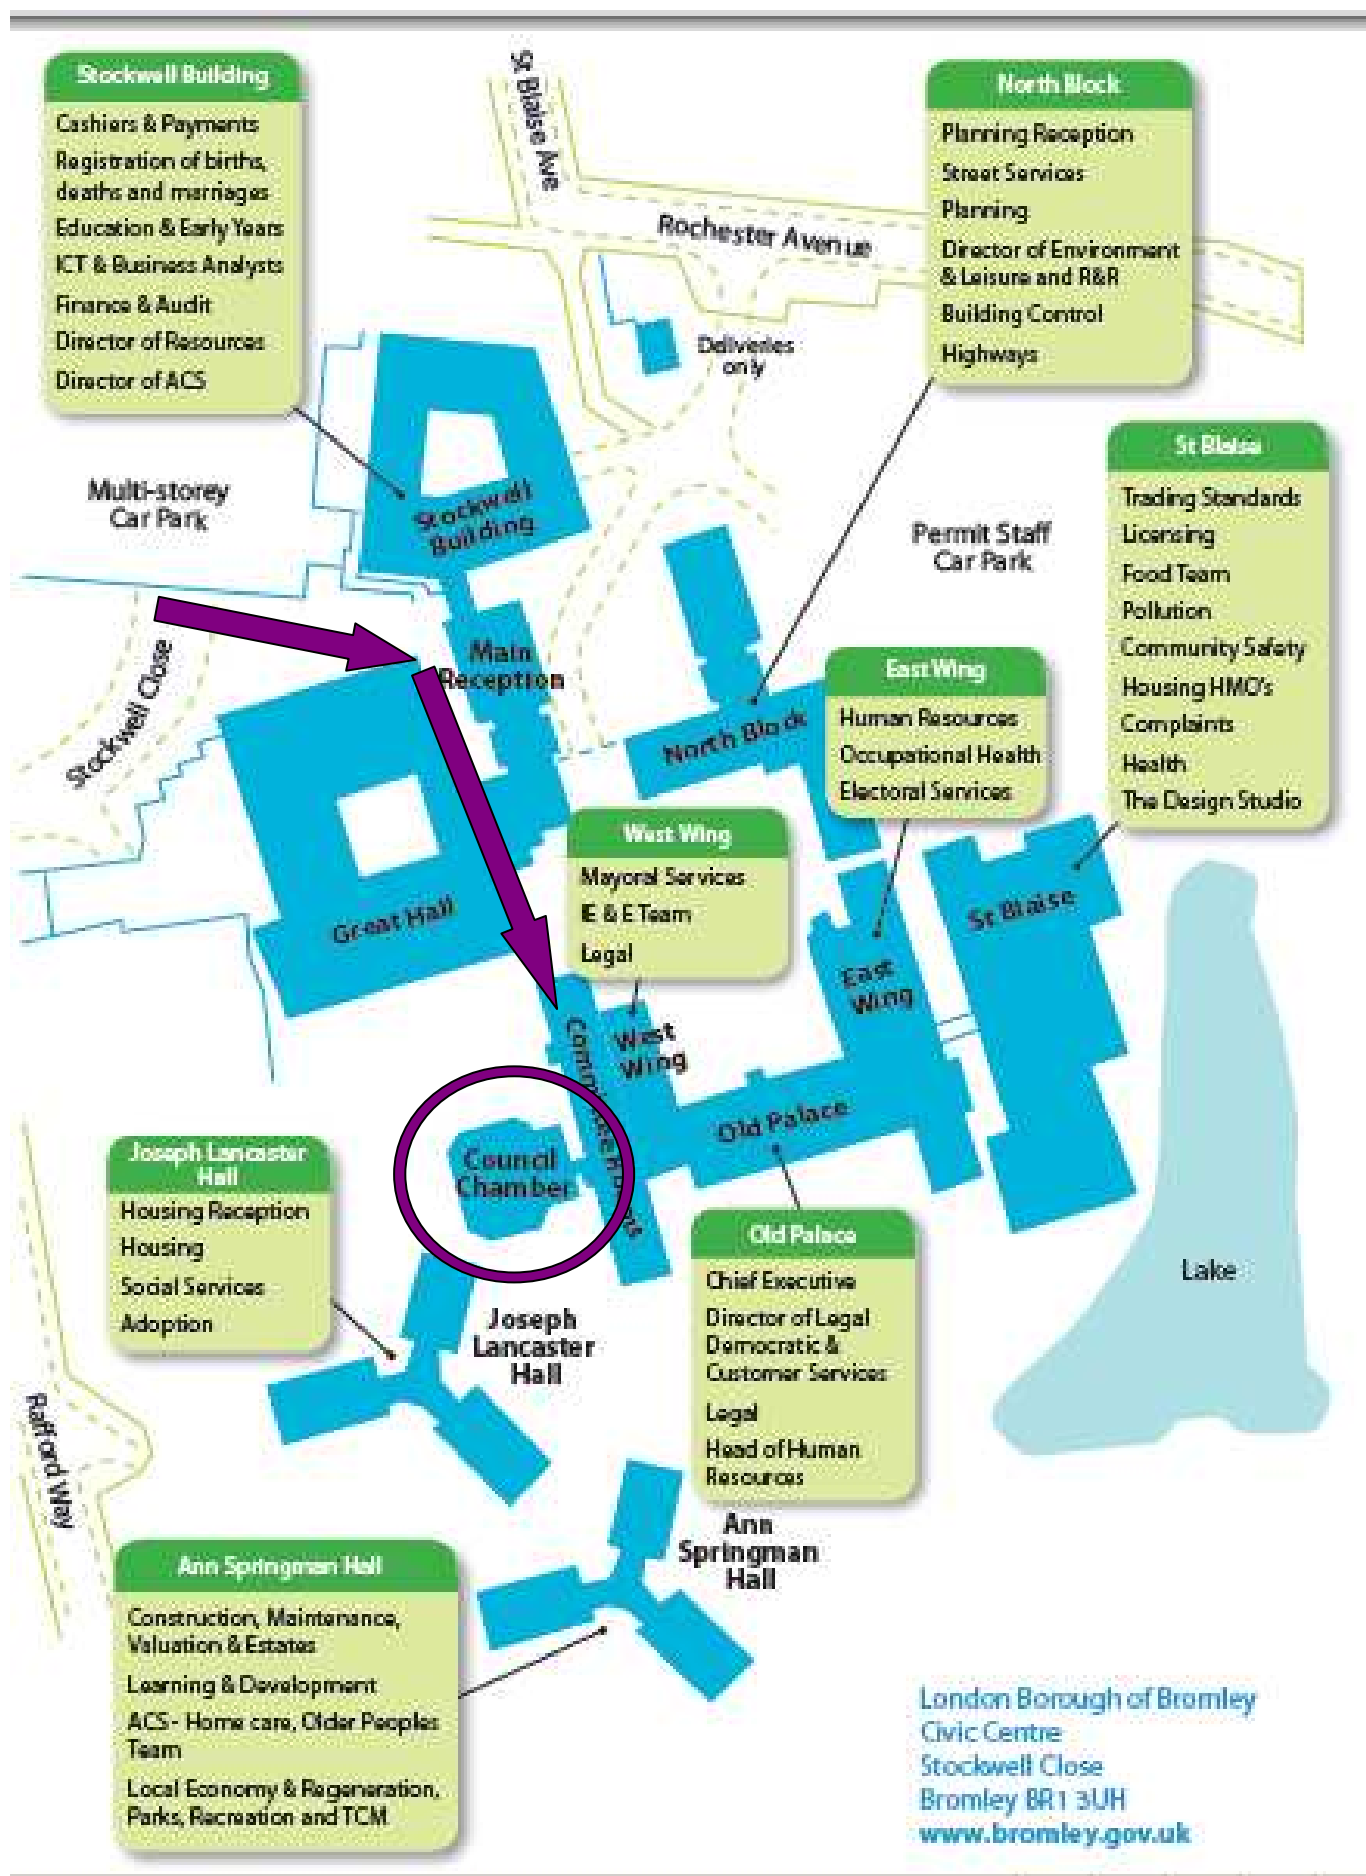 Stockwell Building
Cashiers & Payments
Registration of births,
deaths and marriages
Education & Early Years
ICT & Business Analysts
Finance & Audit
Director of Resources
Director of ACS
St Blaise Ave
Rochester Avenue
Deliveries
only
North Block
Planning Reception
Street Services
Planning
Director of Environment
& Leisure and R&R
Building Control
Highways
Multi-storey
Car Park
Stockwell
Building
Permit Staff
Car Park
St Blaise
Trading Standards
Licensing
Food Team
Pollution
Community Safety
Housing HMO's
Complaints
Health
The Design Studio
Stockwell Close
Main
Reception
North Block
East Wing
Human Resources
Occupational Health
Electoral Services
West Wing
Mayoral Services
IE & E Team
Legal
Great Hall
St Blaise
East
Wing
West
Wing
Committee Rooms
Old Palace
Council
Chamber
Joseph Lancaster
Hall
Housing Reception
Housing
Social Services
Adoption
Joseph
Lancaster
Hall
Old Palace
Chief Executive
Director of Legal
Democratic &
Customer Services
Legal
Head of Human
Resources
Lake
Rafford Way
Ann
Springman
Hall
Ann Springman Hall
Construction, Maintenance,
Valuation & Estates
Learning & Development
ACS - Home care, Older Peoples
Team
Local Economy & Regeneration,
Parks, Recreation and TCM
London Borough of Bromley
Civic Centre
Stockwell Close
Bromley BR1 3UH
www.bromley.gov.uk